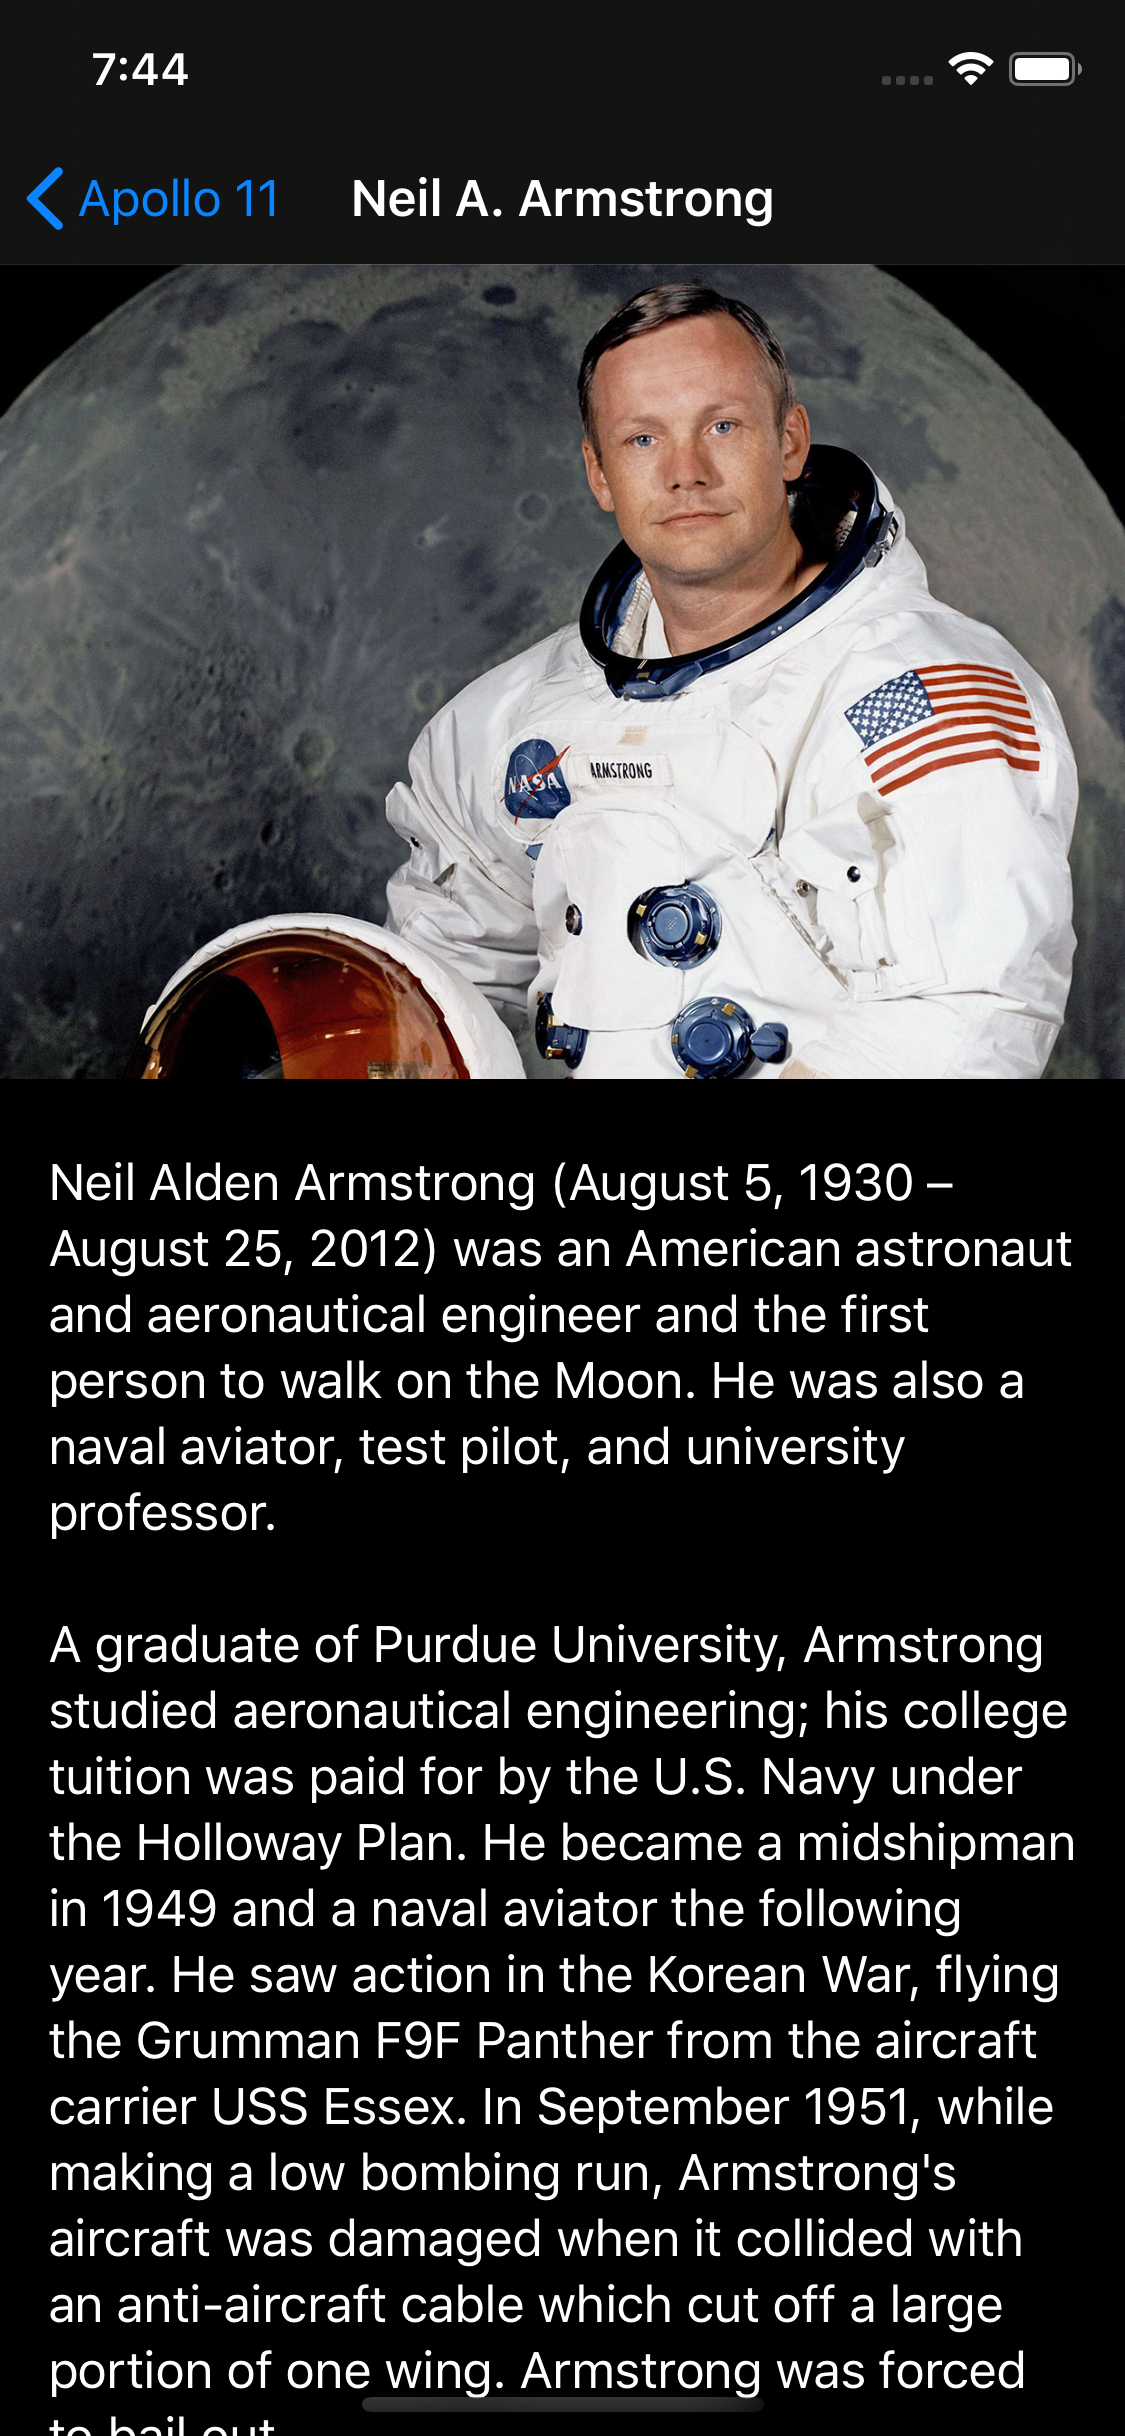 7:44
Apollo 11
Neil A. Armstrong
NASA
ARMSTRONG
Neil Alden Armstrong (August 5, 1930 –
August 25, 2012) was an American astronaut
and aeronautical engineer and the first
person to walk on the Moon. He was also a
naval aviator, test pilot, and university
professor.
A graduate of Purdue University, Armstrong
studied aeronautical engineering; his college
tuition was paid for by the U.S. Navy under
the Holloway Plan. He became a midshipman
in 1949 and a naval aviator the following
year. He saw action in the Korean War, flying
the Grumman F9F Panther from the aircraft
carrier USS Essex. In September 1951, while
making a low bombing run, Armstrong's
aircraft was damaged when it collided with
an anti-aircraft cable which cut off a large
portion of one wing. Armstrong was forced
to bail out.